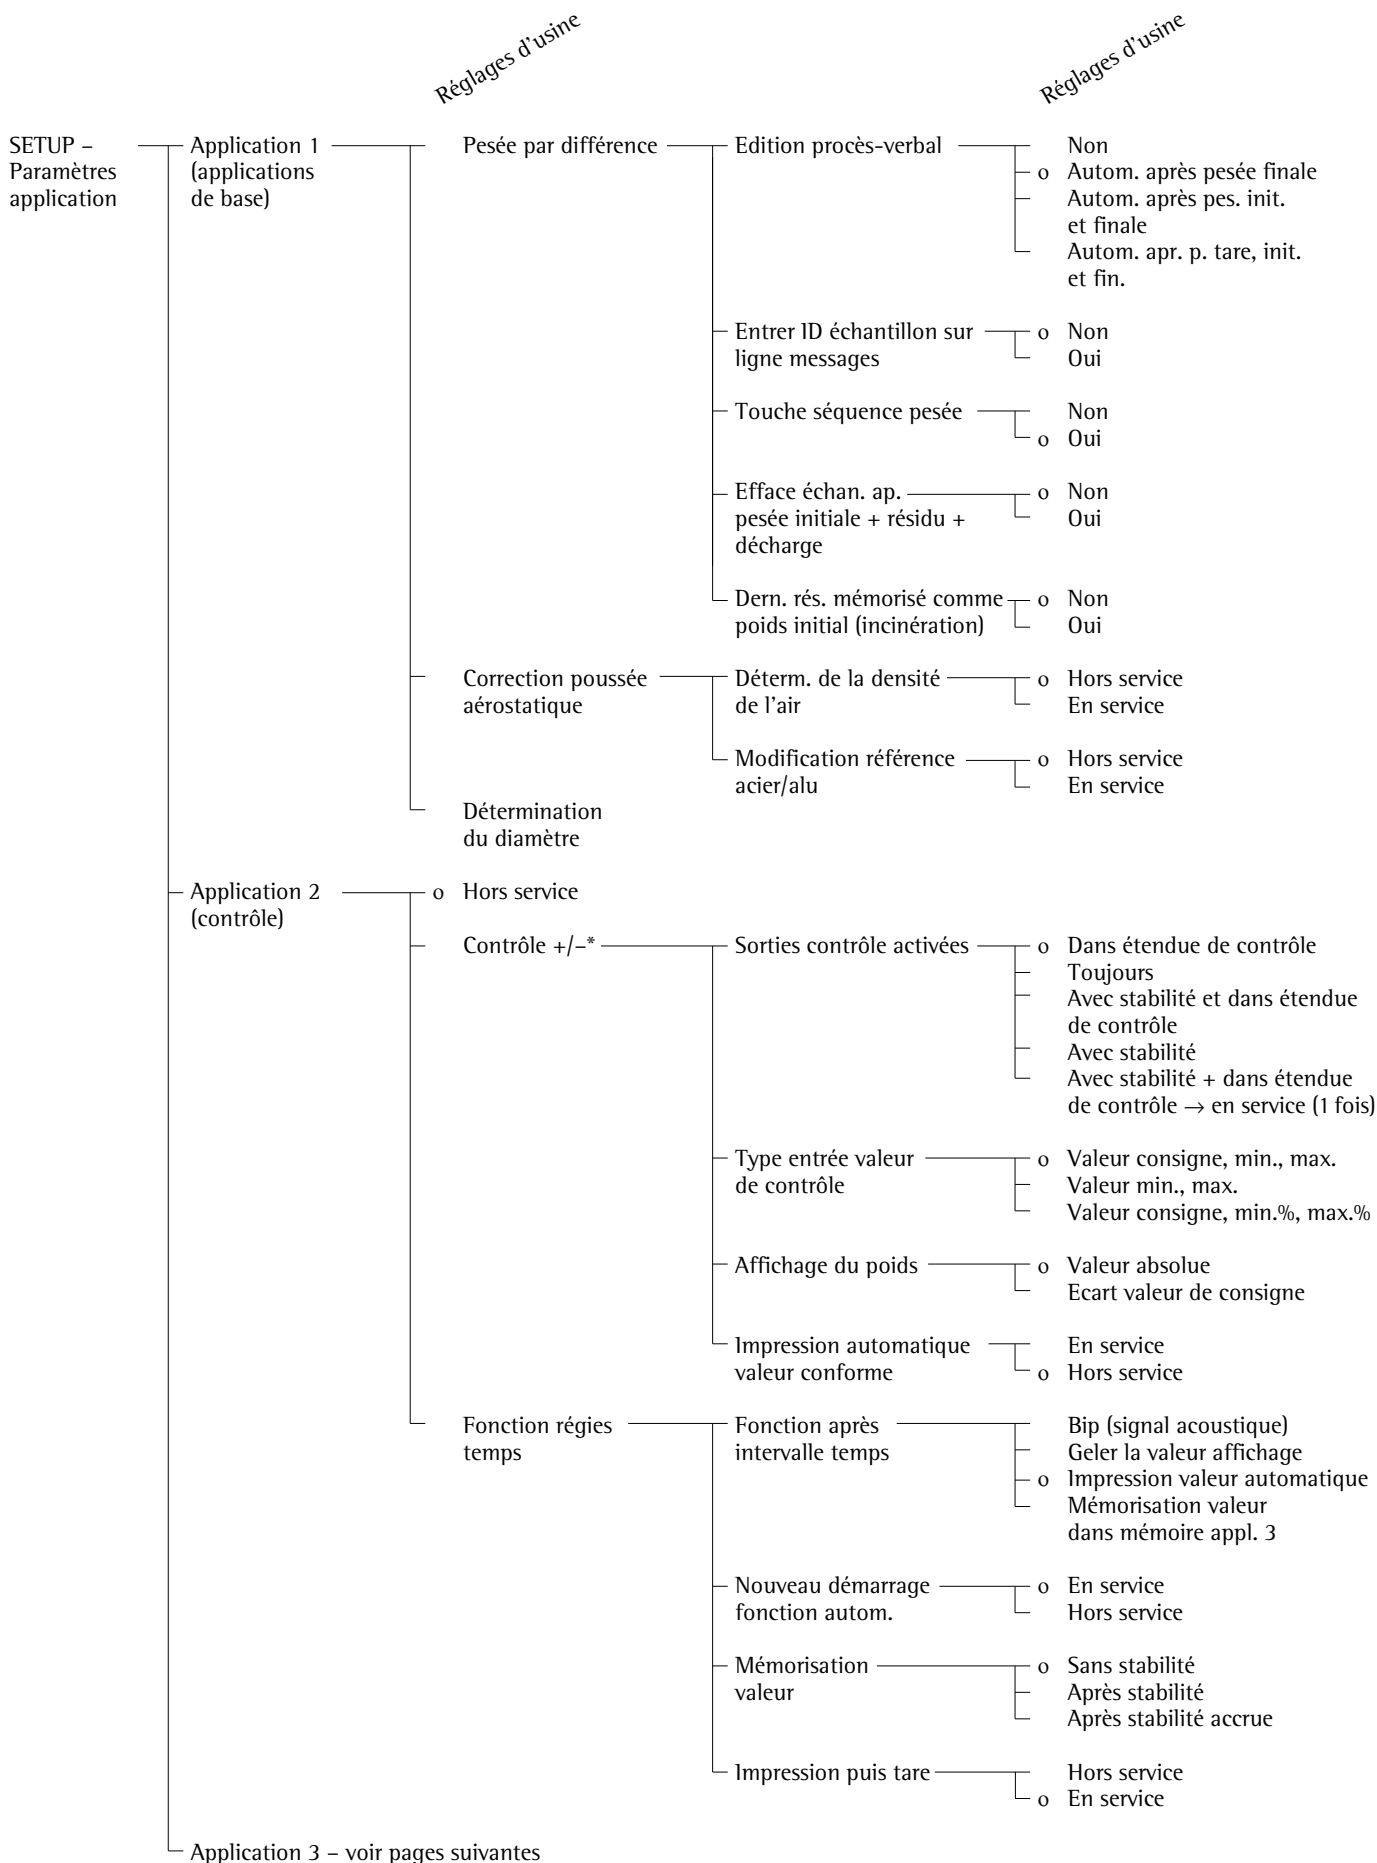 Réglages d'usine
Réglages d'usine
SETUP –
Paramètres
application
Application 1
(applications
de base)
Pesée par différence
Edition procès-verbal
Non
o Autom. après pesée finale
Autom. après pes. init.
et finale
Autom. apr. p. tare, init.
et fin.
Entrer ID échantillon sur
ligne messages
o Non
Oui
Touche séquence pesée
Non
o Oui
Efface échan. ap.
pesée initiale + résidu +
décharge
o Non
Oui
Dern. rés. mémorisé comme
poids initial (incinération)
o Non
Oui
Correction poussée
aérostatique
Déterm. de la densité
de l'air
o Hors service
En service
Modification référence
acier/alu
o Hors service
En service
Détermination
du diamètre
Application 2
(contrôle)
o Hors service
Contrôle +/–*
Sorties contrôle activées
o Dans étendue de contrôle
Toujours
Avec stabilité et dans étendue
de contrôle
Avec stabilité
Avec stabilité + dans étendue
de contrôle → en service (1 fois)
Type entrée valeur
de contrôle
o Valeur consigne, min., max.
Valeur min., max.
Valeur consigne, min.%, max.%
Affichage du poids
o Valeur absolue
Ecart valeur de consigne
Impression automatique
valeur conforme
En service
o Hors service
Fonction régies
temps
Fonction après
intervalle temps
Bip (signal acoustique)
Geler la valeur affichage
o Impression valeur automatique
Mémorisation valeur
dans mémoire appl. 3
Nouveau démarrage
fonction autom.
o En service
Hors service
Mémorisation
valeur
o Sans stabilité
Après stabilité
Après stabilité accrue
Impression puis tare
Hors service
o En service
Application 3 – voir pages suivantes